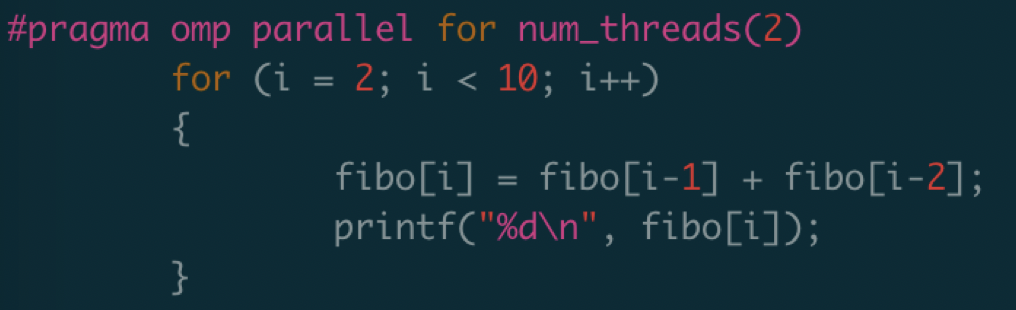 #pragma omp parallel for num_threads(2)
for (i = 2; i < 10; i++)
{
fibo[i] = fibo[i-1] + fibo[i-2];
printf("%d\n", fibo[i]);
}